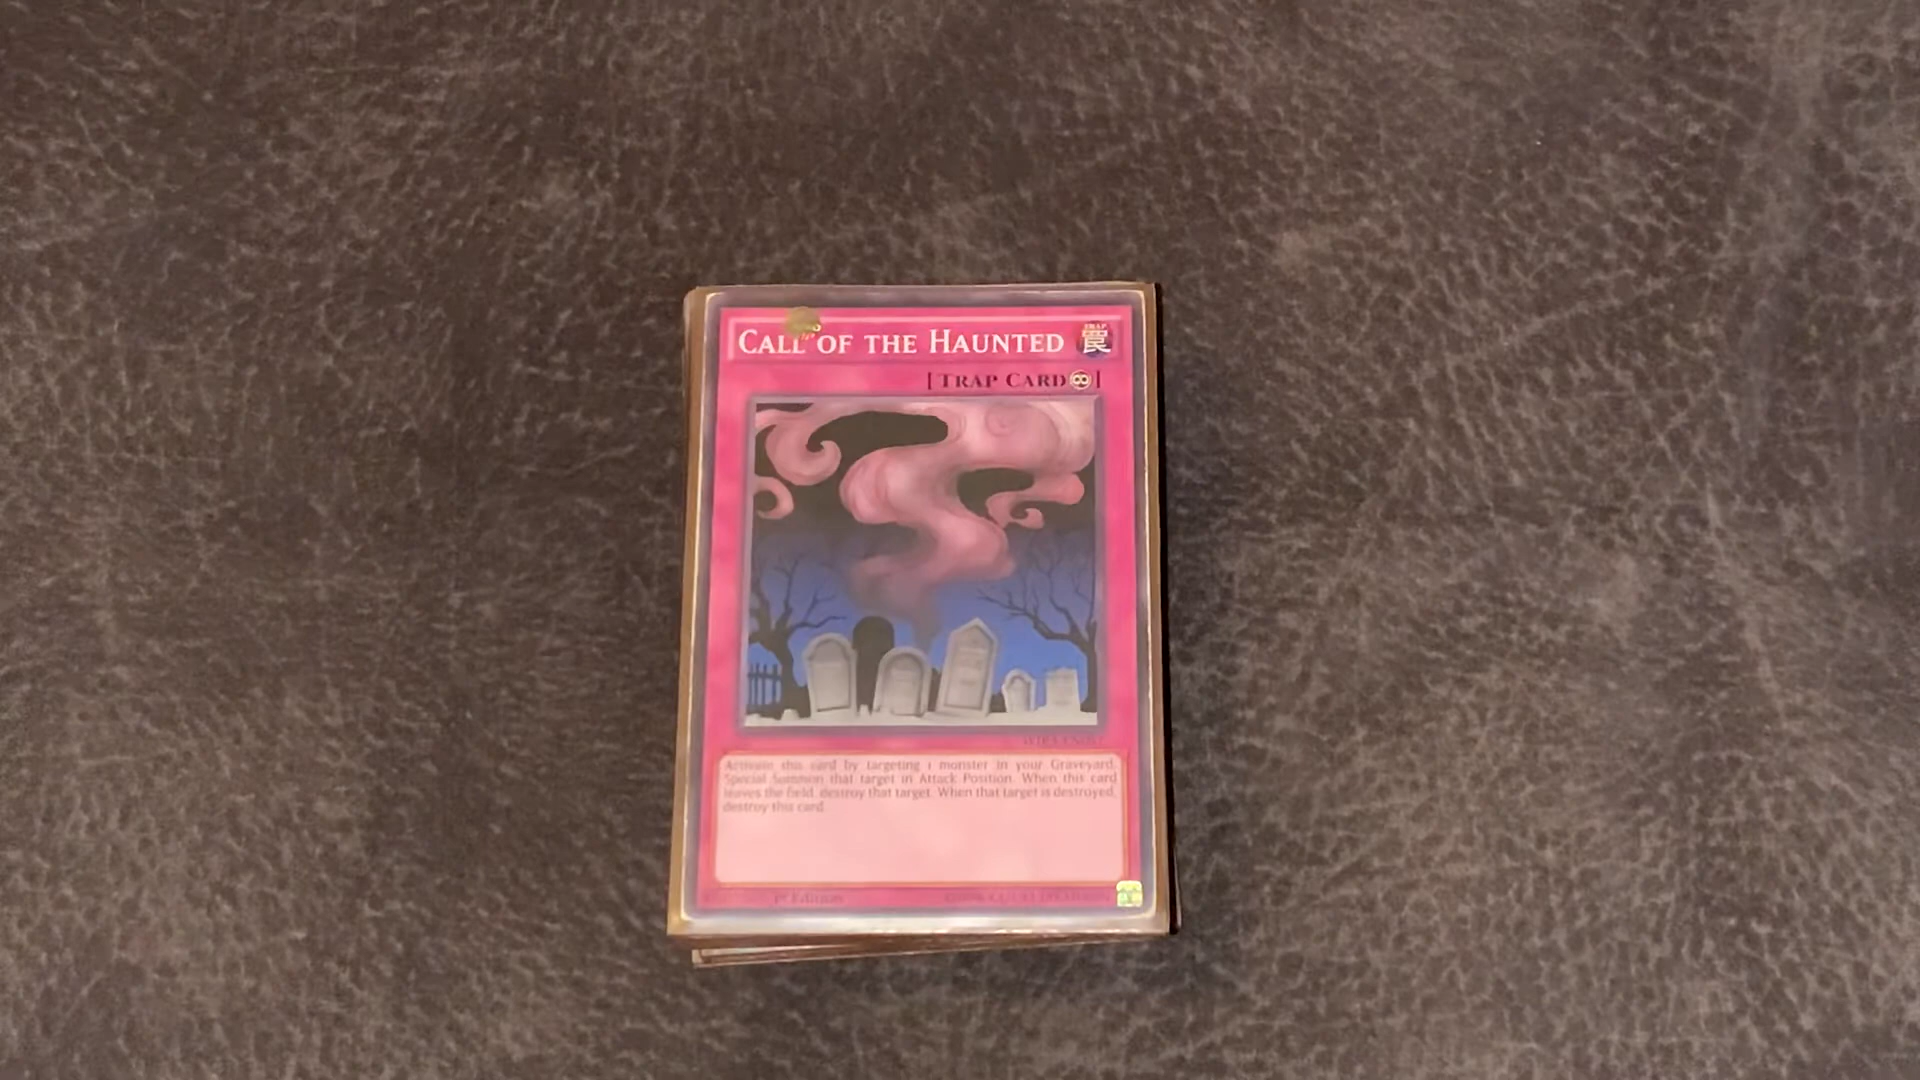 CALL OF THE HAUNTED
TRAP
罠
[TRAP CARD]
Activate this card by targeting 1 monster in your Graveyard;
Special Summon that target in Attack Position. When this card
leaves the field, destroy that target. When that target is destroyed,
destroy this card.
1st Edition